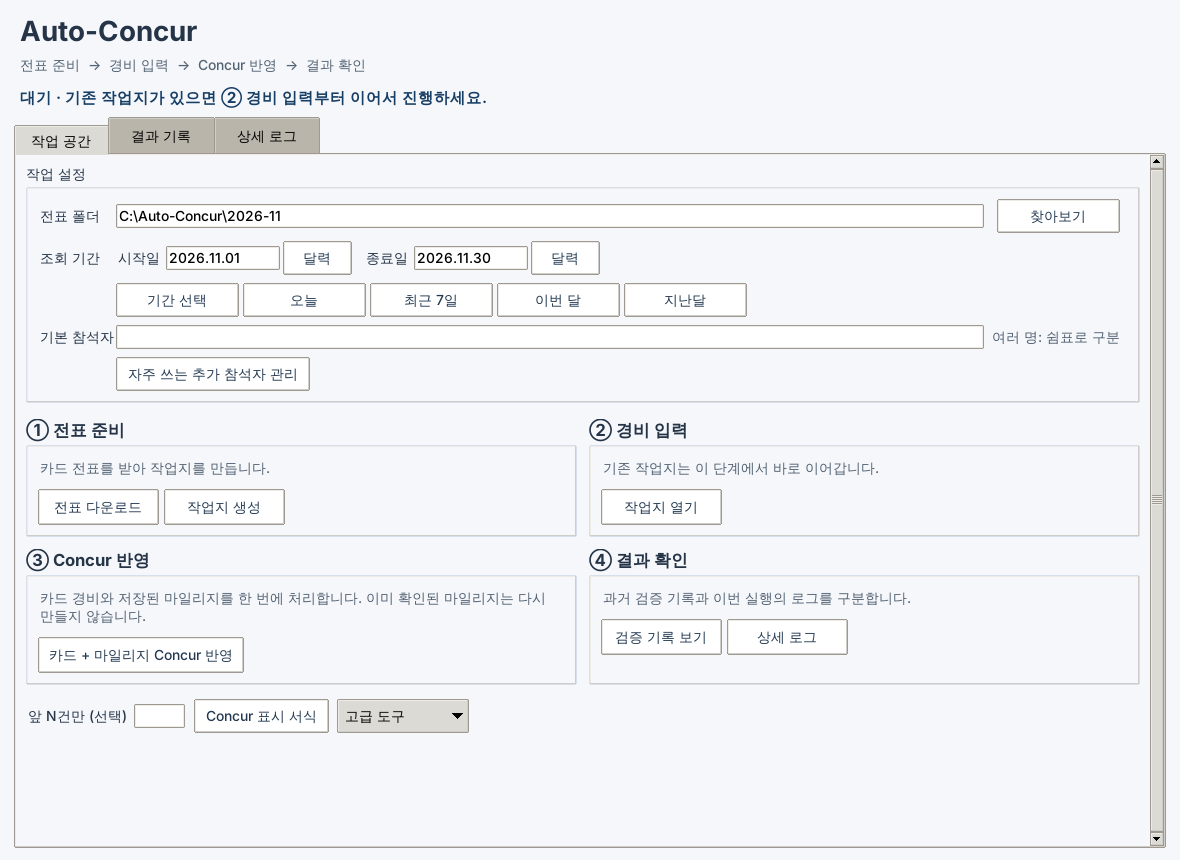 Auto-Concur
전표 준비 → 경비 입력 → Concur 반영 → 결과 확인
대기 · 기존 작업지가 있으면 ② 경비 입력부터 이어서 진행하세요.
작업 공간 결과 기록 상세 로그
작업 설정
전표 폴더 C:\Auto-Concur\2026-11 찾아보기
조회 기간 시작일 2026.11.01 달력 종료일 2026.11.30 달력
기간 선택 오늘 최근 7일 이번 달 지난달
기본 참석자 여러 명: 쉼표로 구분
자주 쓰는 추가 참석자 관리
① 전표 준비
카드 전표를 받아 작업지를 만듭니다.
전표 다운로드 작업지 생성
② 경비 입력
기존 작업지는 이 단계에서 바로 이어갑니다.
작업지 열기
③ Concur 반영
카드 경비와 저장된 마일리지를 한 번에 처리합니다. 이미 확인된 마일리지는 다시
만들지 않습니다.
카드 + 마일리지 Concur 반영
④ 결과 확인
과거 검증 기록과 이번 실행의 로그를 구분합니다.
검증 기록 보기 상세 로그
앞 N건만 (선택) Concur 표시 서식 고급 도구